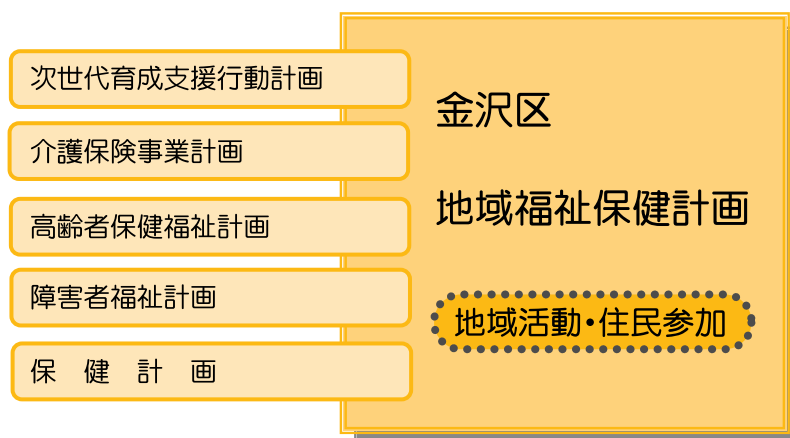 次世代育成支援行動計画
介護保険事業計画
高齢者保健福祉計画
障害者福祉計画
保　健　計　画
金沢区
地域福祉保健計画
地域活動・住民参加